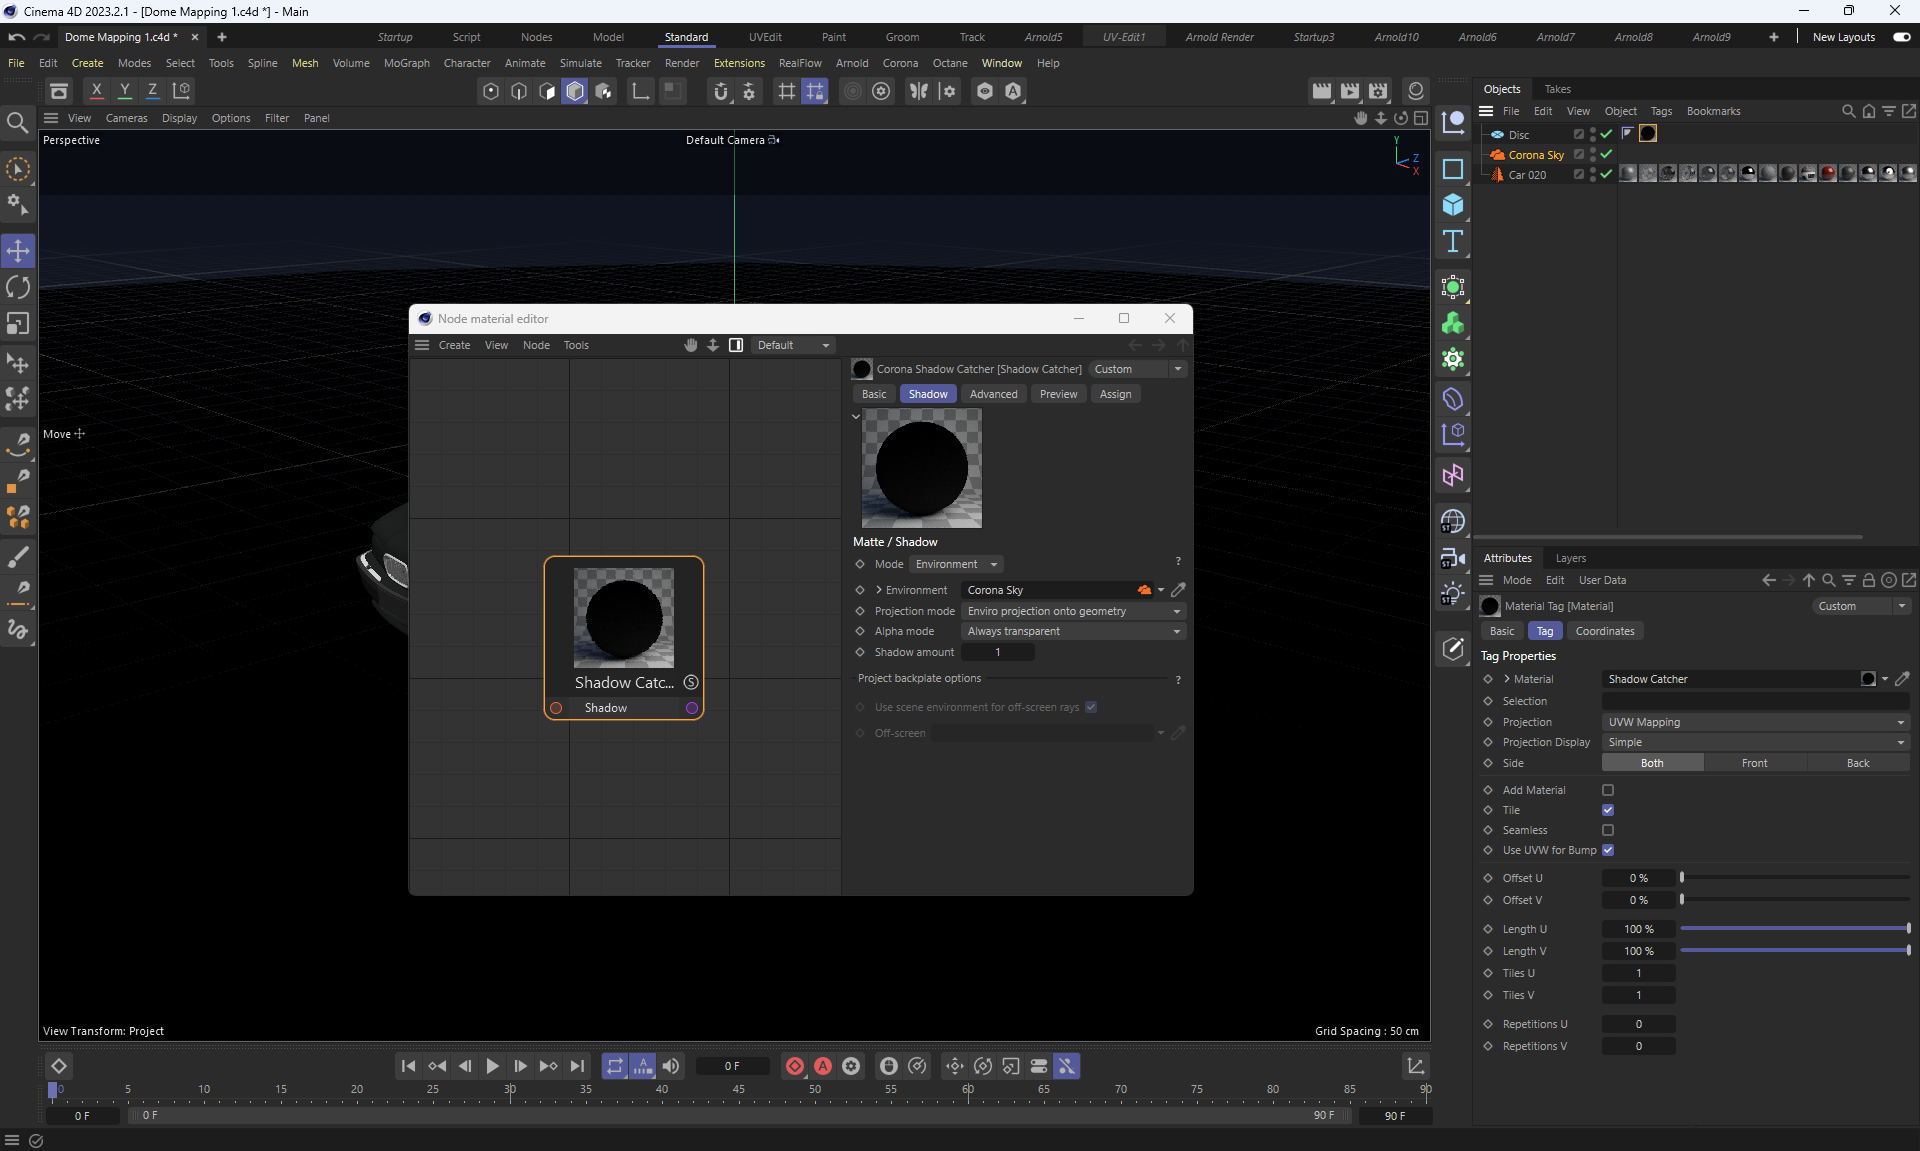 Cinema 4D 2023.2.1 - [Dome Mapping 1.c4d *] - Main
Dome Mapping 1.c4d * Startup Script Nodes Model Standard UVEdit Paint Groom Track Arnold5 UV-Edit1 Arnold Render Startup3 Arnold10 Arnold6 Arnold7 Arnold8 Arnold9 New Layouts
File Edit Create Modes Select Tools Spline Mesh Volume MoGraph Character Animate Simulate Tracker Render Extensions RealFlow Arnold Corona Octane Window Help
X Y Z
Objects Takes
View Cameras Display Options Filter Panel
File Edit View Object Tags Bookmarks
Perspective
Default Camera
Y
Z
X
Disc
Corona Sky
Car 020
Move
Node material editor
Create View Node Tools Default
Corona Shadow Catcher [Shadow Catcher] Custom
Basic Shadow Advanced Preview Assign
Matte / Shadow
Mode Environment ?
Environment Corona Sky
Projection mode Enviro projection onto geometry
Alpha mode Always transparent
Shadow amount 1
Project backplate options ?
Use scene environment for off-screen rays
Off-screen
Shadow Catc... S
Shadow
Attributes Layers
Mode Edit User Data
Material Tag [Material] Custom
Basic Tag Coordinates
Tag Properties
Material Shadow Catcher
Selection
Projection UVW Mapping
Projection Display Simple
Side Both Front Back
Add Material
Tile
Seamless
Use UVW for Bump
Offset U 0 %
Offset V 0 %
Length U 100 %
Length V 100 %
Tiles U 1
Tiles V 1
Repetitions U 0
Repetitions V 0
View Transform: Project
Grid Spacing : 50 cm
0 F
0 5 10 15 20 25 30 35 40 45 50 55 60 65 70 75 80 85 90
0 F 0 F 90 F 90 F